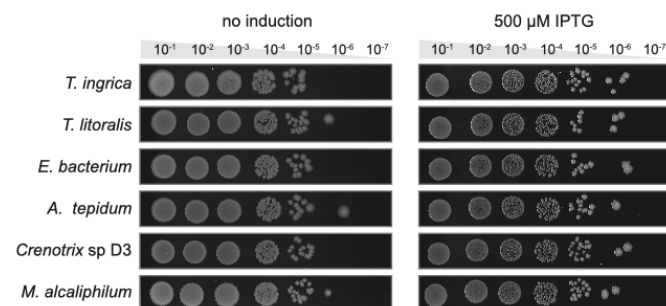 no induction 500 µM IPTG
10-1 10-2 10-3 10-4 10-5 10-6 10-7 10-1 10-2 10-3 10-4 10-5 10-6 10-7
T. ingrica
T. litoralis
E. bacterium
A. tepidum
Crenotrix sp D3
M. alcaliphilum